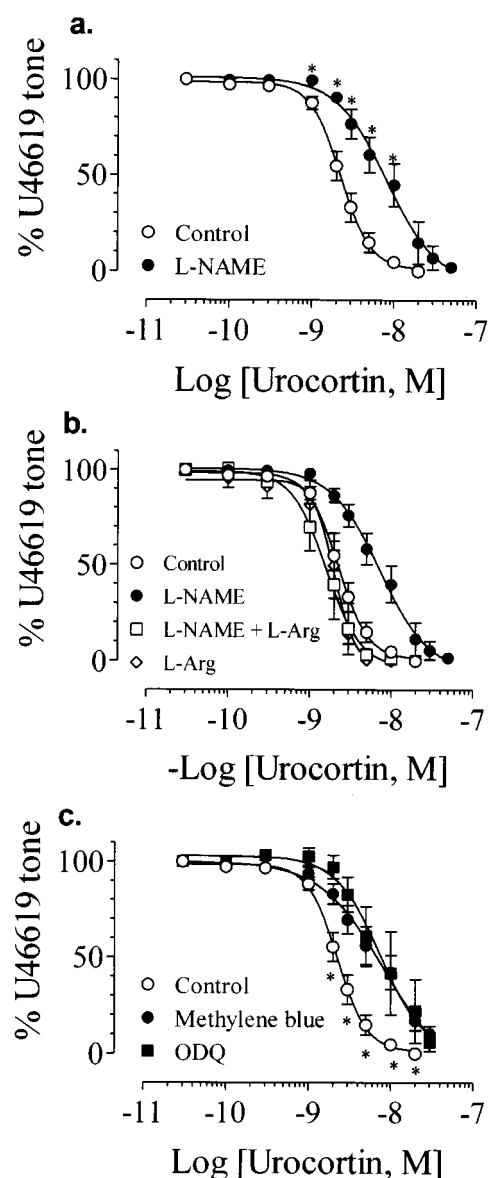 a.
% U46619 tone
100
50
0
Control
L-NAME
* * * * *
-11 -10 -9 -8 -7
Log [Urocortin, M]
b.
% U46619 tone
100
50
0
Control
L-NAME
L-NAME + L-Arg
L-Arg
-11 -10 -9 -8 -7
-Log [Urocortin, M]
c.
% U46619 tone
100
50
0
Control
Methylene blue
ODQ
* * * * *
-11 -10 -9 -8 -7
Log [Urocortin, M]